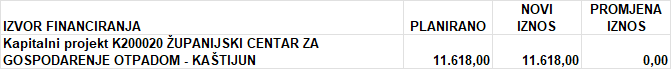 IZVOR FINANCIRANJA PLANIRANO NOVI IZNOS PROMJENA IZNOS
Kapitalni projekt K200020 ŽUPANIJSKI CENTAR ZA
GOSPODARENJE OTPADOM - KAŠTIJUN 11.618,00 11.618,00 0,00